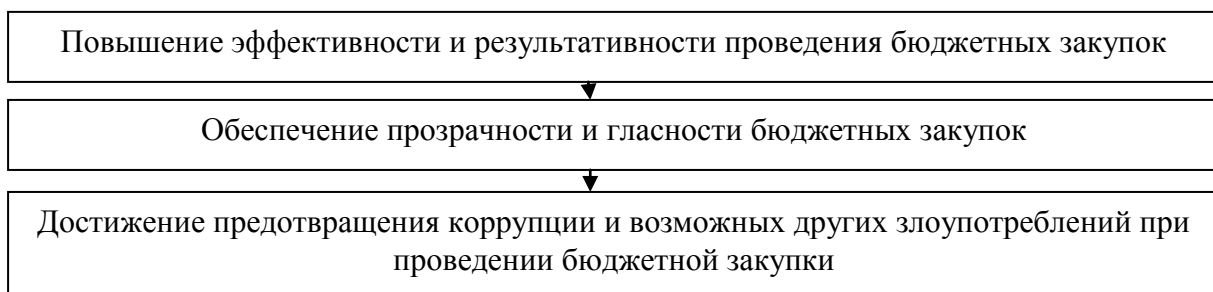 Повышение эффективности и результативности проведения бюджетных закупок
Обеспечение прозрачности и гласности бюджетных закупок
Достижение предотвращения коррупции и возможных других злоупотреблений при
проведении бюджетной закупки